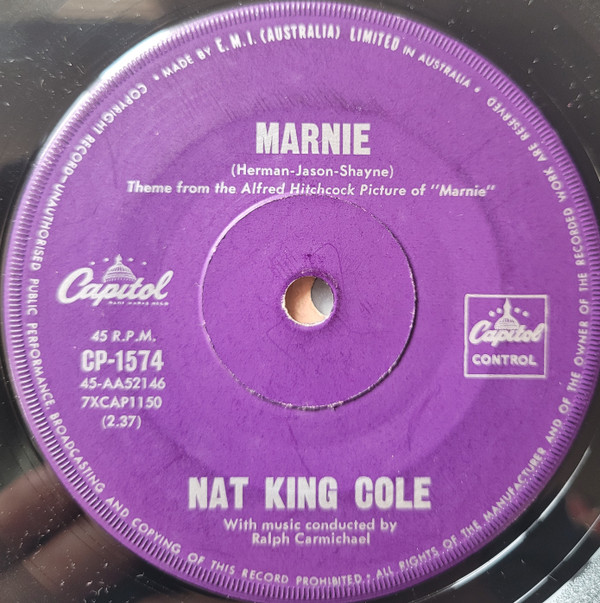 • MADE BY E.M.I. (AUSTRALIA) LIMITED IN AUSTRALIA •
MARNIE
(Herman-Jason-Shayne)
Theme from the Alfred Hitchcock Picture of "Marnie"
Capitol
Capitol
CONTROL
45 R.P.M.
CP-1574
45-AA52146
7XCAP1150
(2.37)
NAT KING COLE
With music conducted by
Ralph Carmichael
COPYRIGHT RECORD UNAUTHORISED PUBLIC PERFORMANCE, BROADCASTING AND COPYING OF THIS RECORD PROHIBITED • ALL RIGHTS OF THE MANUFACTURER AND OF THE OWNER OF THE RECORDED WORK ARE RESERVED